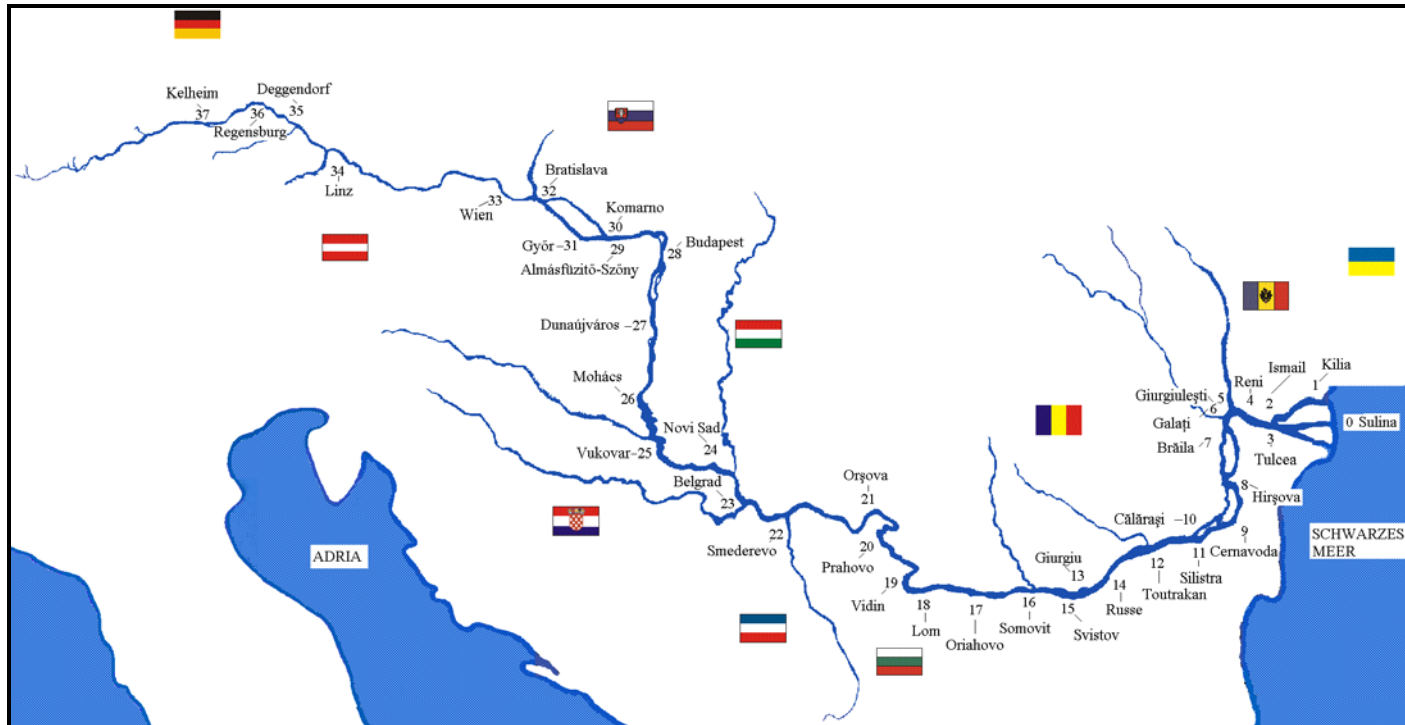 Kelheim
37
Regensburg
36
Deggendorf
35
34
Linz
Wien
33
Bratislava
32
Komarno
30
Győr –31
29
Almásfüzitő-Szőny
28
Budapest
Dunaújváros –27
Mohács
26
Vukovar–25
Novi Sad
24
Belgrad
23
22
Smederevo
Orşova
21
20
Prahovo
19
Vidin
18
Lom
17
Oriahovo
16
Somovit
15
Svistov
14
Russe
Giurgiu
13
12
Toutrakan
11
Silistra
Călăraşi –10
9
Cernavoda
8
Hirşova
Brăila –7
Galaţi
6
Giurgiuleşti
5
Reni
4
Ismail
2
Kilia
1
3
Tulcea
0 Sulina
SCHWARZES
MEER
ADRIA